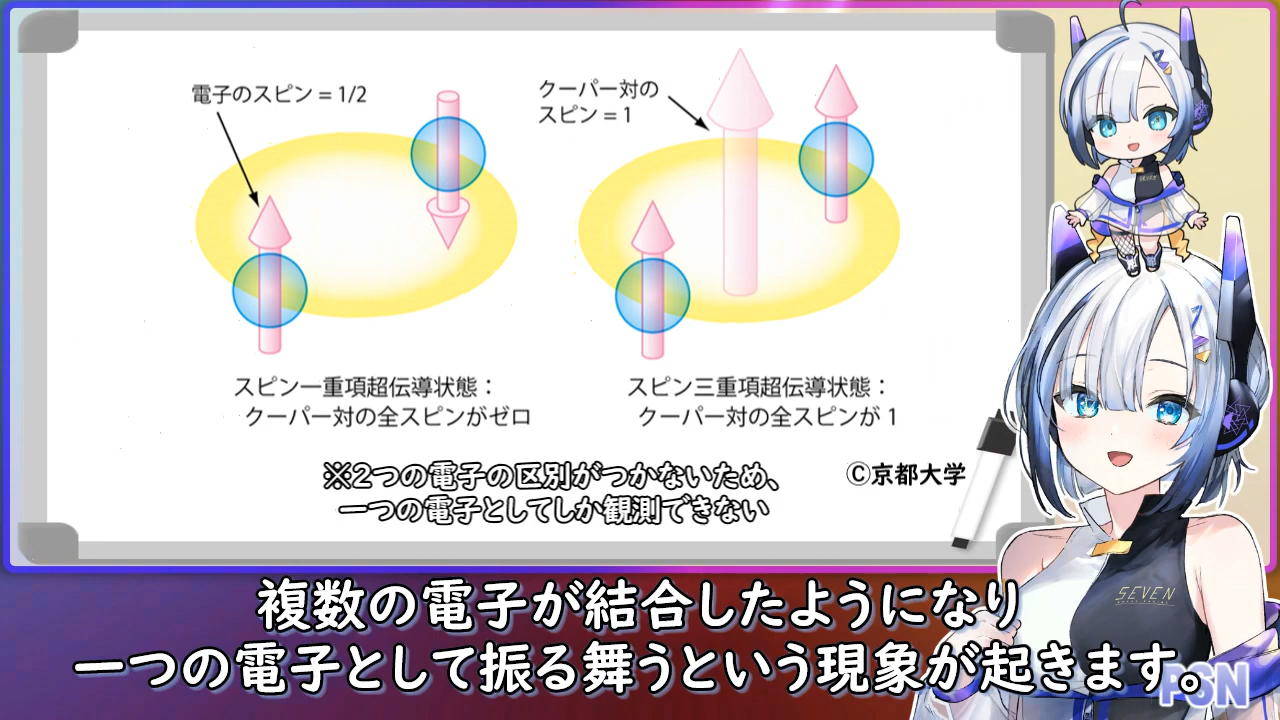 電子のスピン = 1/2
クーパー対の
スピン = 1
スピン一重項超伝導状態：
クーパー対の全スピンがゼロ
スピン三重項超伝導状態：
クーパー対の全スピンが 1
※2つの電子の区別がつかないため、
一つの電子としてしか観測できない
©京都大学
SEVEN
複数の電子が結合したようになり
一つの電子として振る舞うという現象が起きます。
PSN